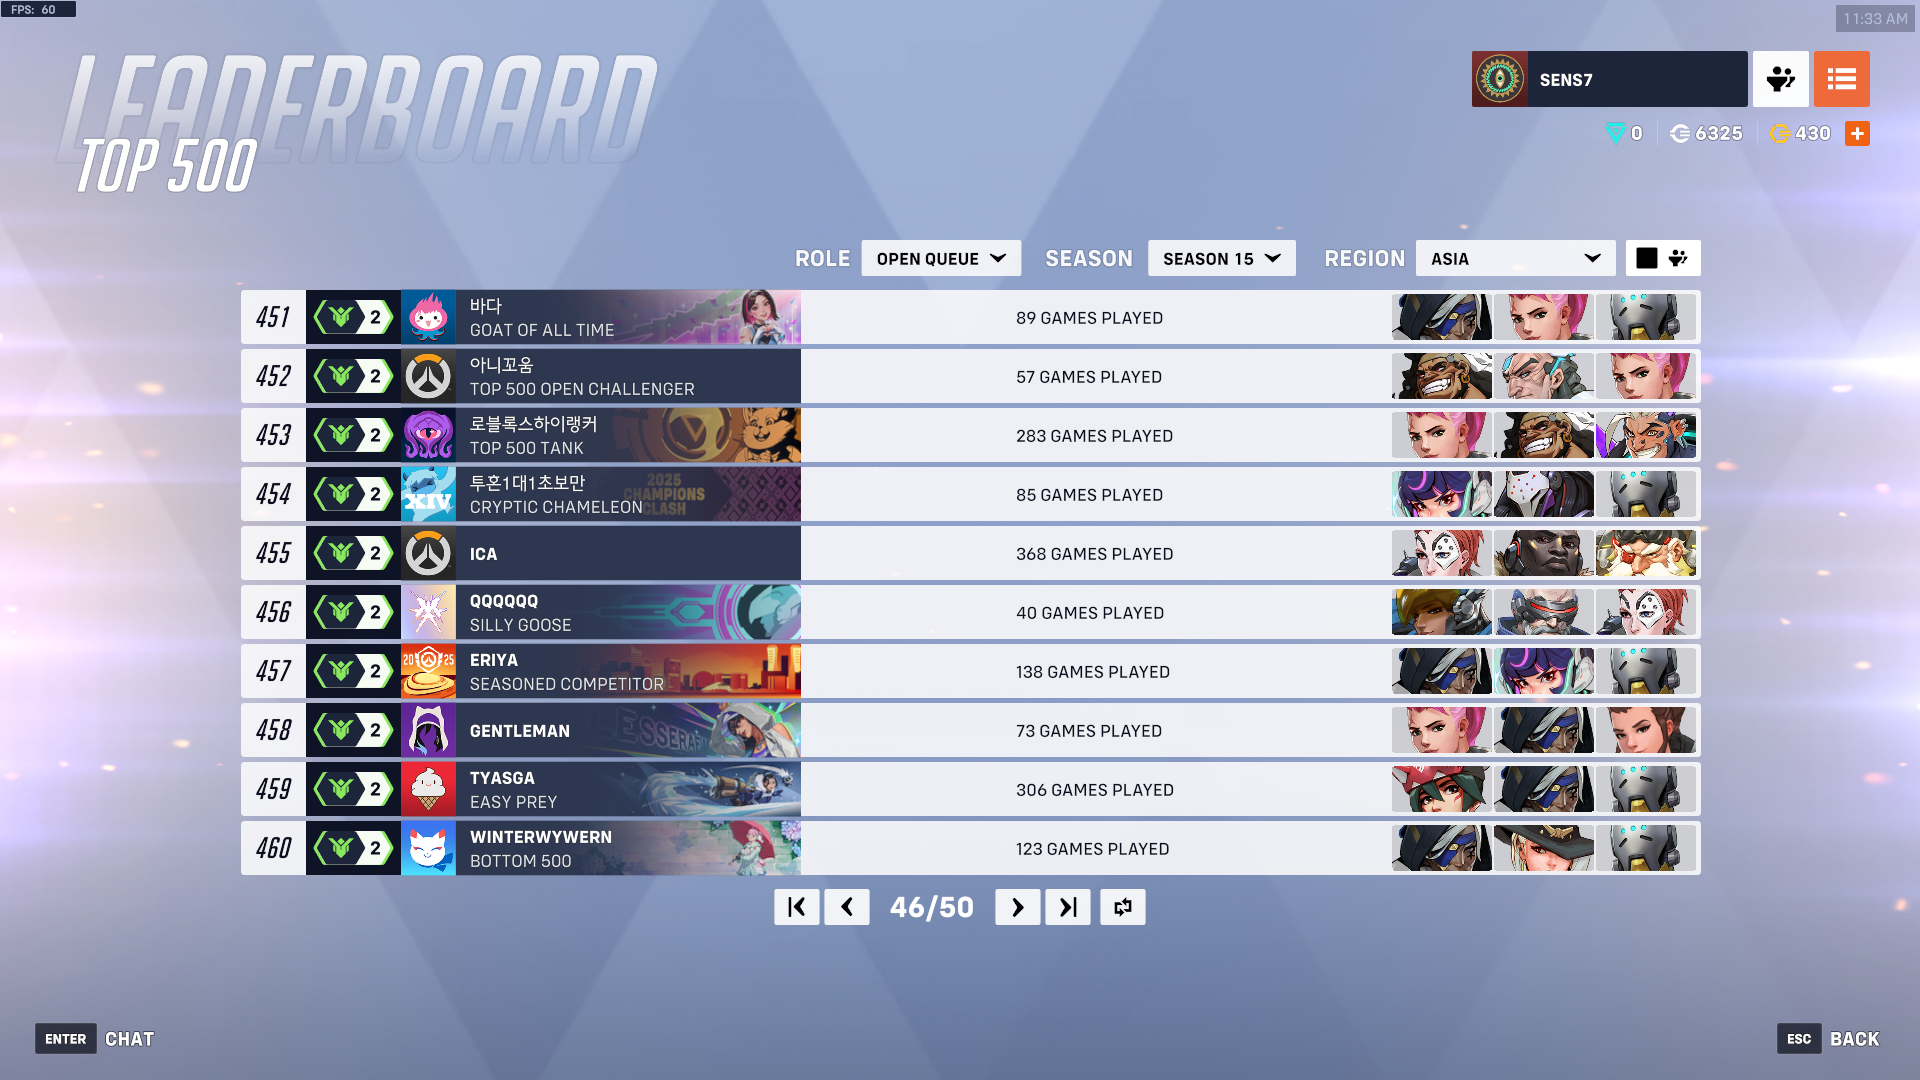 FPS: 60
11:33 AM
LEADERBOARD
TOP 500
SENS7
0
6325
430
ROLE
OPEN QUEUE
SEASON
SEASON 15
REGION
ASIA
451
2
바다
GOAT OF ALL TIME
89 GAMES PLAYED
452
2
아니꼬움
TOP 500 OPEN CHALLENGER
57 GAMES PLAYED
453
2
로블록스하이랭커
TOP 500 TANK
283 GAMES PLAYED
454
2
XIV
투혼1대1초보만
CRYPTIC CHAMELEON
2025
CHAMPIONS
CLASH
85 GAMES PLAYED
455
2
ICA
368 GAMES PLAYED
456
2
QQQQQQ
SILLY GOOSE
40 GAMES PLAYED
457
2
20 25
ERIYA
SEASONED COMPETITOR
138 GAMES PLAYED
458
2
GENTLEMAN
73 GAMES PLAYED
459
2
TYASGA
EASY PREY
306 GAMES PLAYED
460
2
WINTERWYWERN
BOTTOM 500
123 GAMES PLAYED
46/50
ENTER
CHAT
ESC
BACK